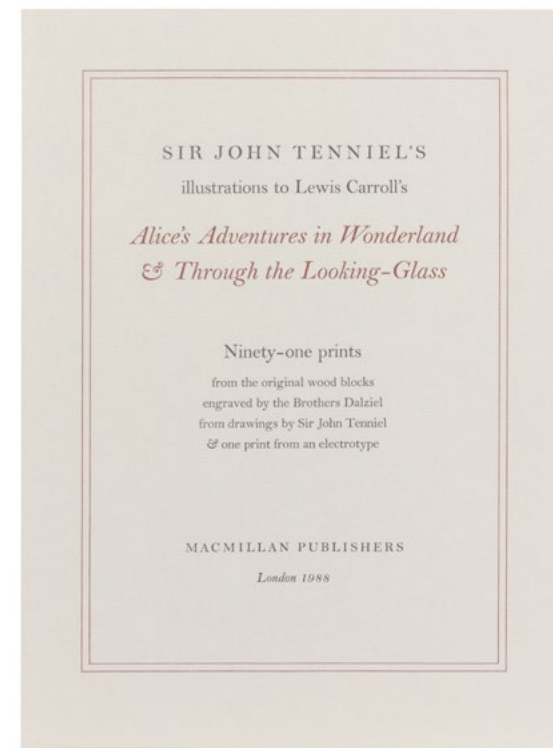 SIR JOHN TENNIEL'S
illustrations to Lewis Carroll's
Alice's Adventures in Wonderland
& Through the Looking-Glass
Ninety-one prints
from the original wood blocks
engraved by the Brothers Dalziel
from drawings by Sir John Tenniel
& one print from an electrotype
MACMILLAN PUBLISHERS
London 1988